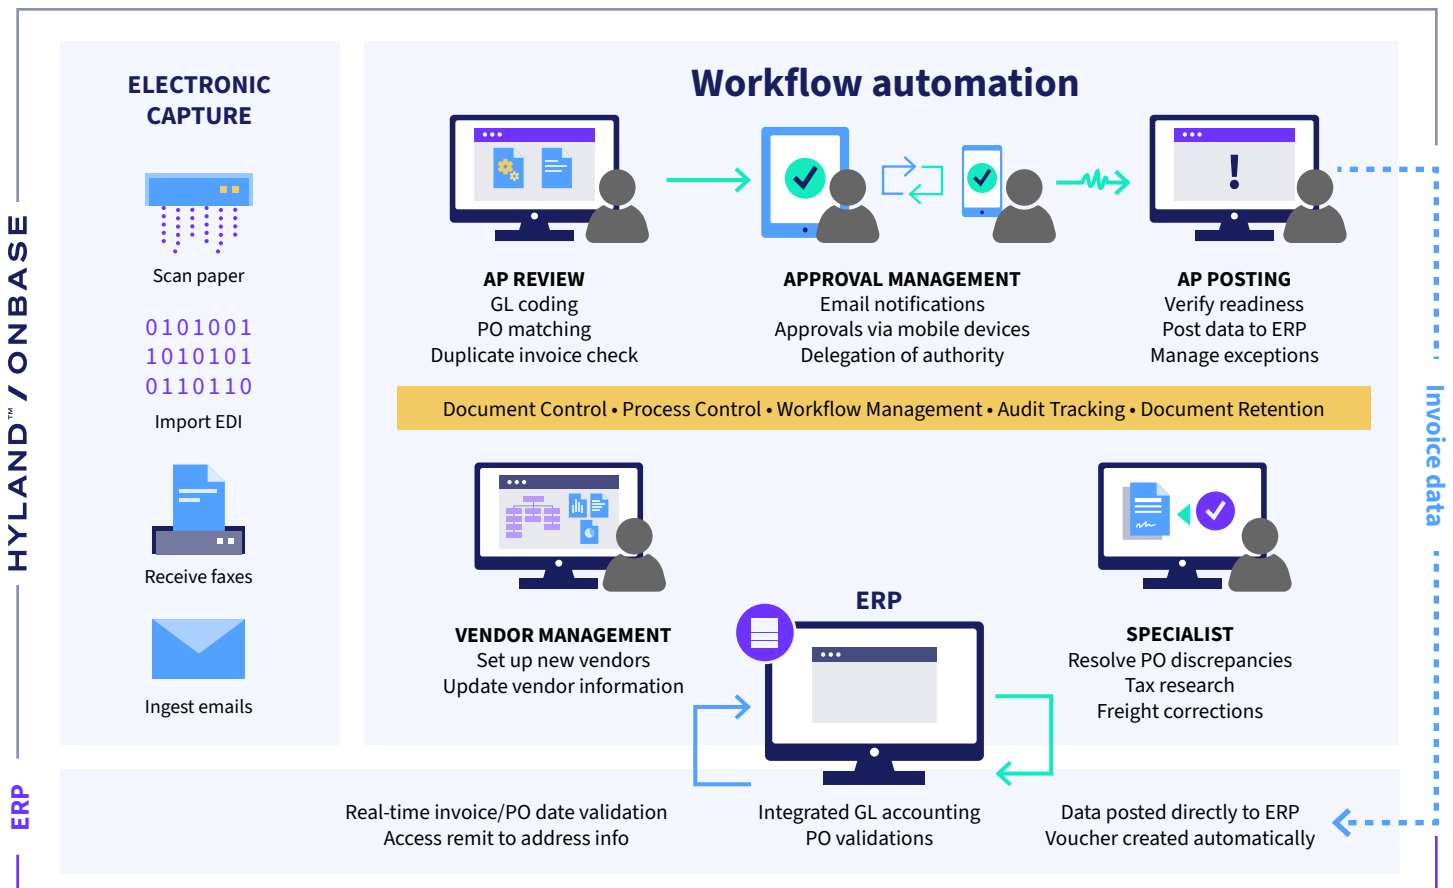 HYLAND™ / ONBASE
ERP
ELECTRONIC
CAPTURE
Scan paper
0101001
1010101
0110110
Import EDI
Receive faxes
Ingest emails
Workflow automation
AP REVIEW
GL coding
PO matching
Duplicate invoice check
APPROVAL MANAGEMENT
Email notifications
Approvals via mobile devices
Delegation of authority
!
AP POSTING
Verify readiness
Post data to ERP
Manage exceptions
Document Control • Process Control • Workflow Management • Audit Tracking • Document Retention
VENDOR MANAGEMENT
Set up new vendors
Update vendor information
ERP
SPECIALIST
Resolve PO discrepancies
Tax research
Freight corrections
Real-time invoice/PO date validation
Access remit to address info
Integrated GL accounting
PO validations
Data posted directly to ERP
Voucher created automatically
Invoice data